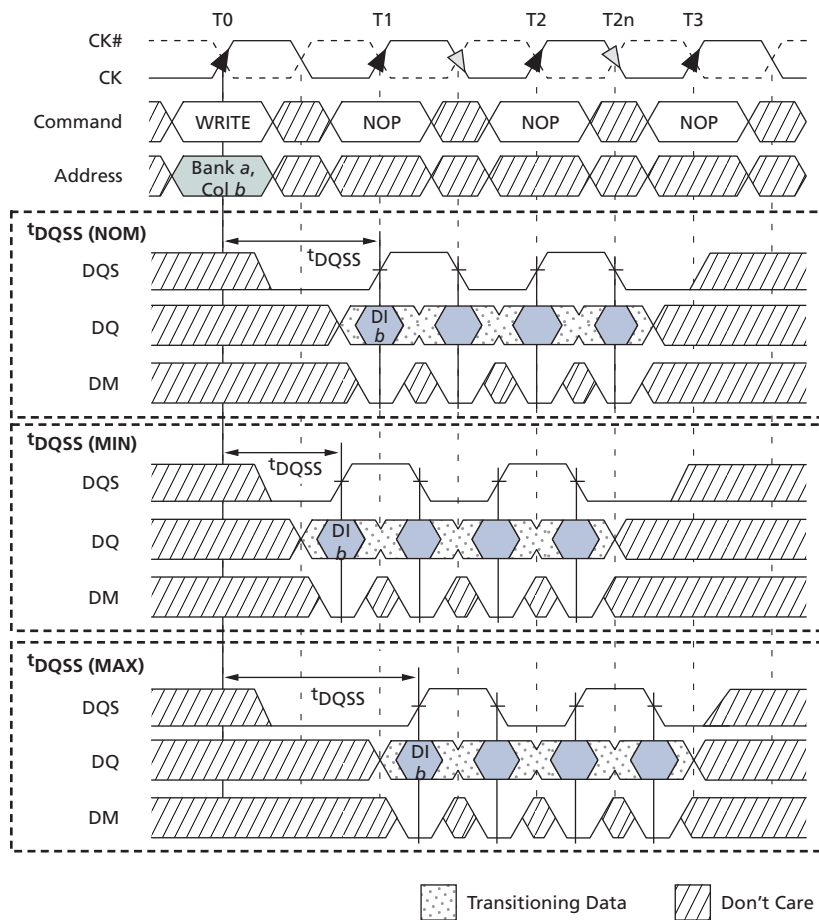 T0 T1 T2 T2n T3
CK#
CK
Command WRITE NOP NOP NOP
Address Bank a, Col b
tDQSS (NOM)
tDQSS
DQS
DQ DI b
DM
tDQSS (MIN)
tDQSS
DQS
DQ DI b
DM
tDQSS (MAX)
tDQSS
DQS
DQ DI b
DM
Transitioning Data Don't Care